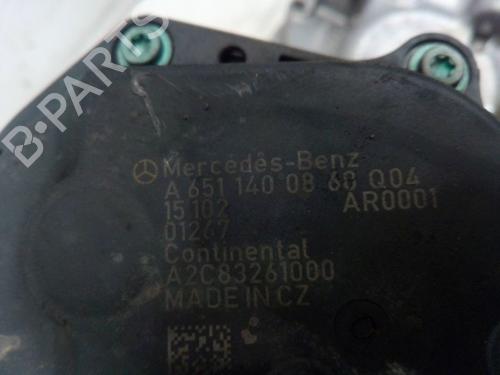 B-PARTS
Mercedes-Benz
A 651 140 08 60 Q04
15102 AR0001
01247
Continental
A2C83261000
MADE IN CZ